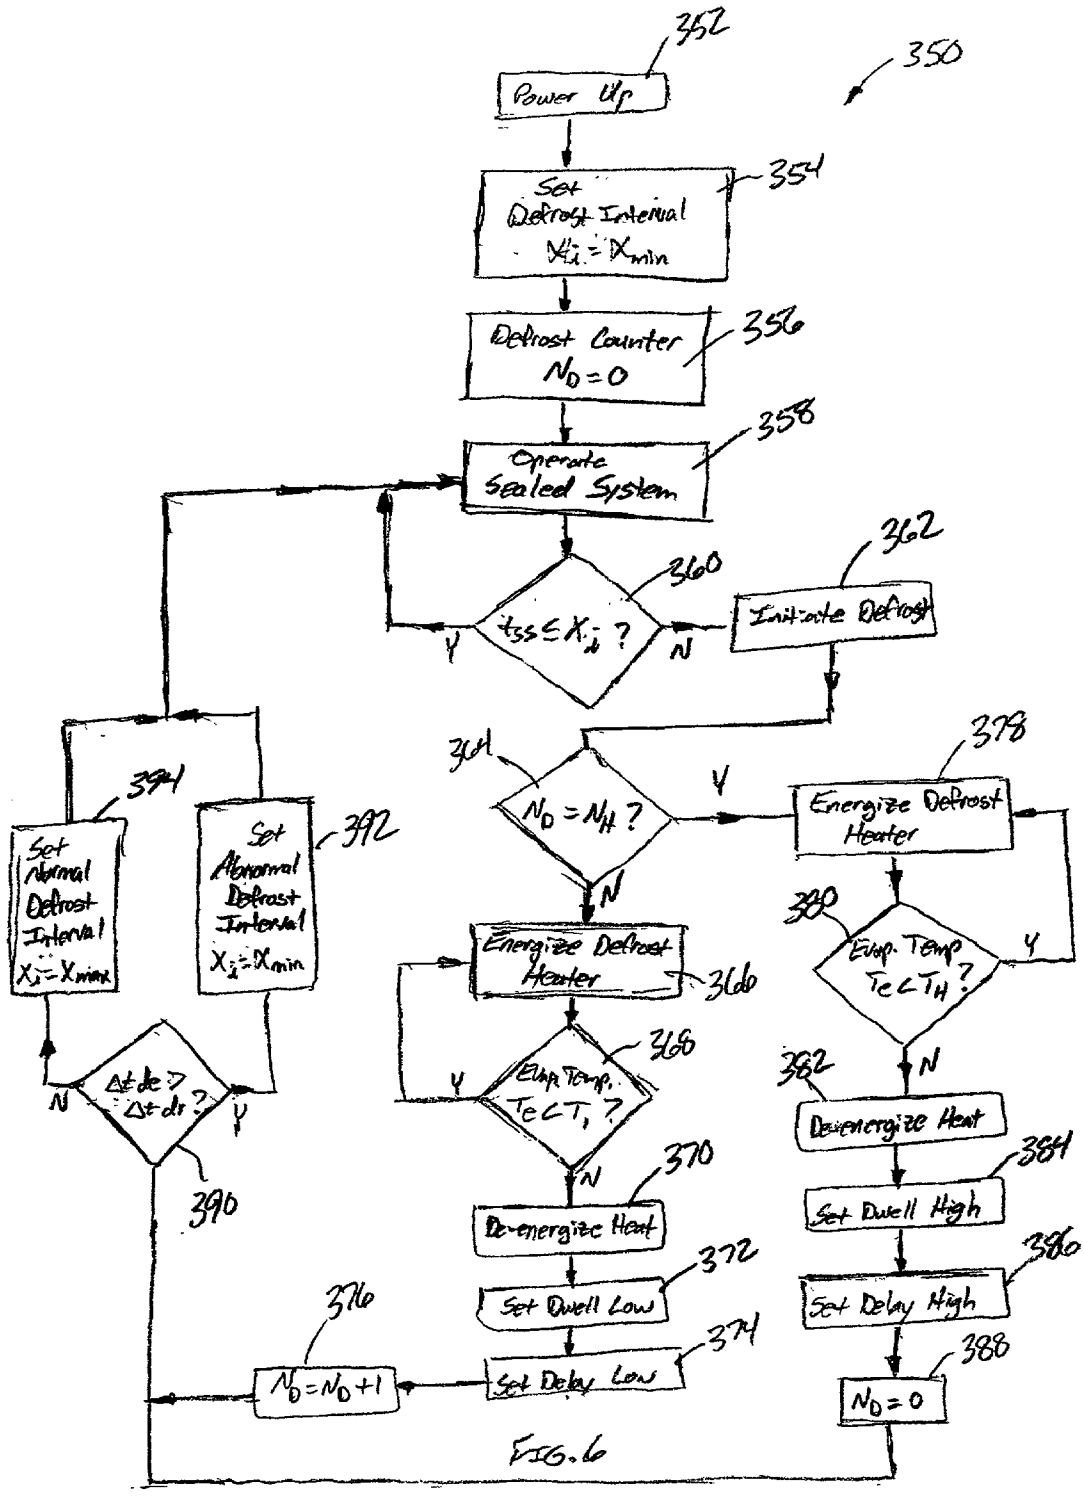 352
350
Power Up
354
Set
Defrost Interval
Xi = Xmin
356
Defrost Counter
ND = 0
358
Operate
Sealed System
360
tss ≤ Xi ?
Y
N
362
Initiate Defrost
364
ND = NH ?
Y
N
378
Energize Defrost
Heater
380
Evap. Temp
Te < TH ?
Y
N
394
Set
Normal
Defrost
Interval
Xi = Xmax
392
Set
Abnormal
Defrost
Interval
Xi = Xmin
Energize Defrost
Heater
366
368
Evap. Temp.
Te < T1 ?
Y
N
Δtde >
Δtdr ?
N
Y
390
382
De-energize Heat
384
Set Dwell High
386
Set Delay High
388
ND = 0
370
De-energize Heat
372
Set Dwell Low
374
Set Delay Low
376
ND = ND + 1
FIG. 6